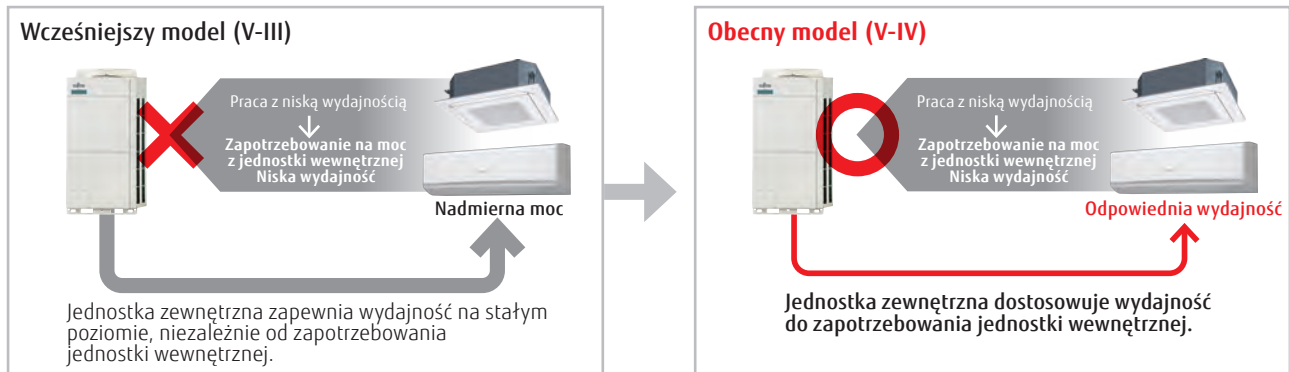 Wcześniejszy model (V-III)
Praca z niską wydajnością
Zapotrzebowanie na moc
z jednostki wewnętrznej
Niska wydajność
Nadmierna moc
Jednostka zewnętrzna zapewnia wydajność na stałym
poziomie, niezależnie od zapotrzebowania
jednostki wewnętrznej.
Obecny model (V-IV)
Praca z niską wydajnością
Zapotrzebowanie na moc
z jednostki wewnętrznej
Niska wydajność
Odpowiednia wydajność
Jednostka zewnętrzna dostosowuje wydajność
do zapotrzebowania jednostki wewnętrznej.